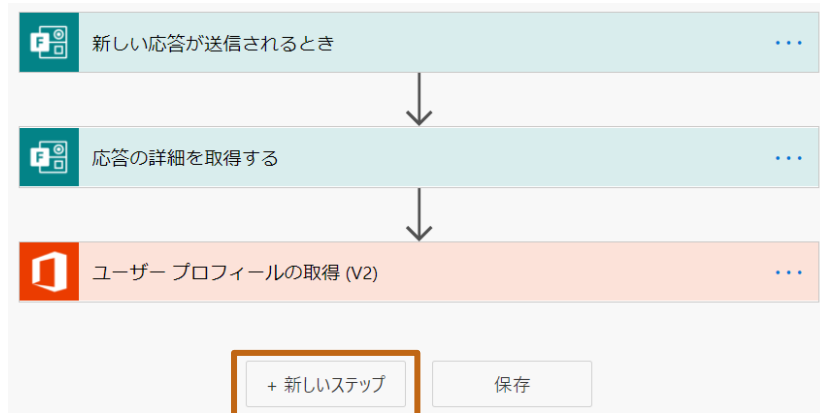 新しい応答が送信されるとき
応答の詳細を取得する
ユーザー プロフィールの取得 (V2)
+ 新しいステップ
保存